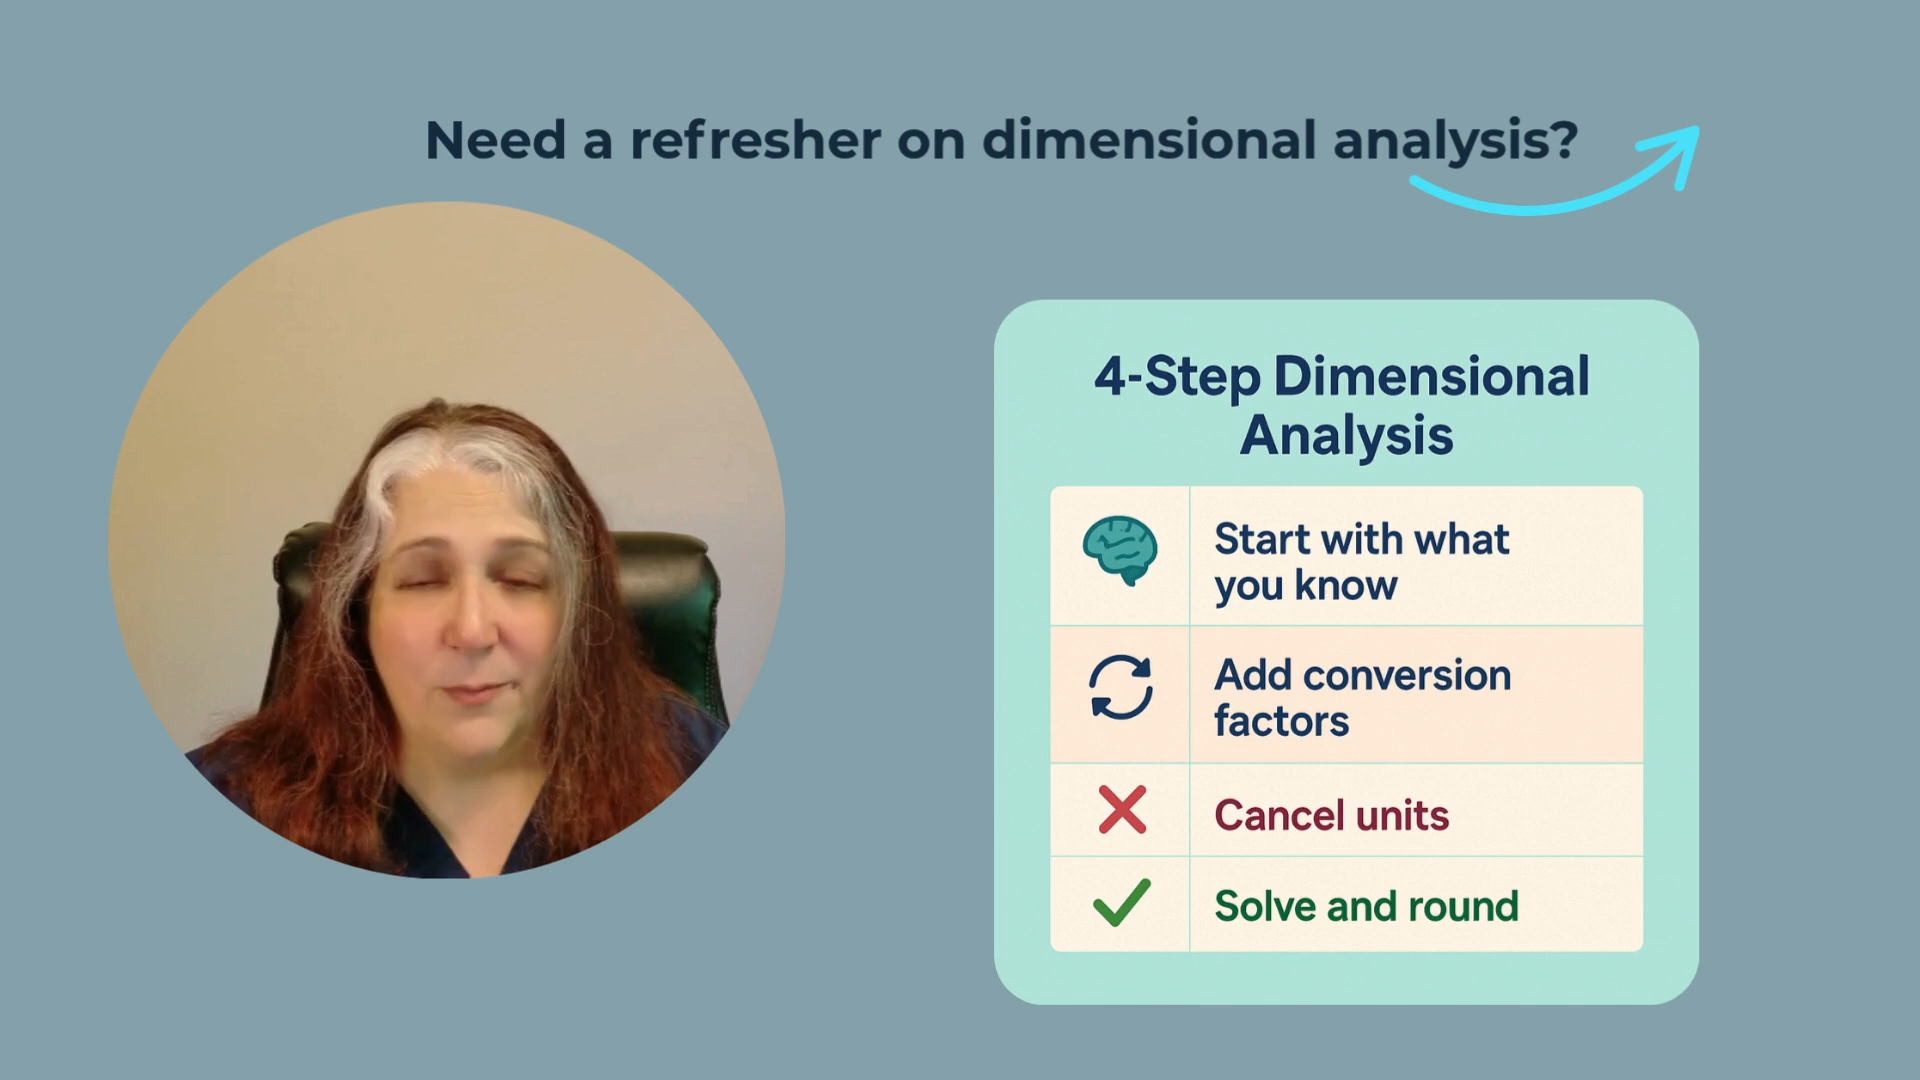 Need a refresher on dimensional analysis?
4-Step Dimensional
Analysis
Start with what
you know
Add conversion
factors
Cancel units
Solve and round